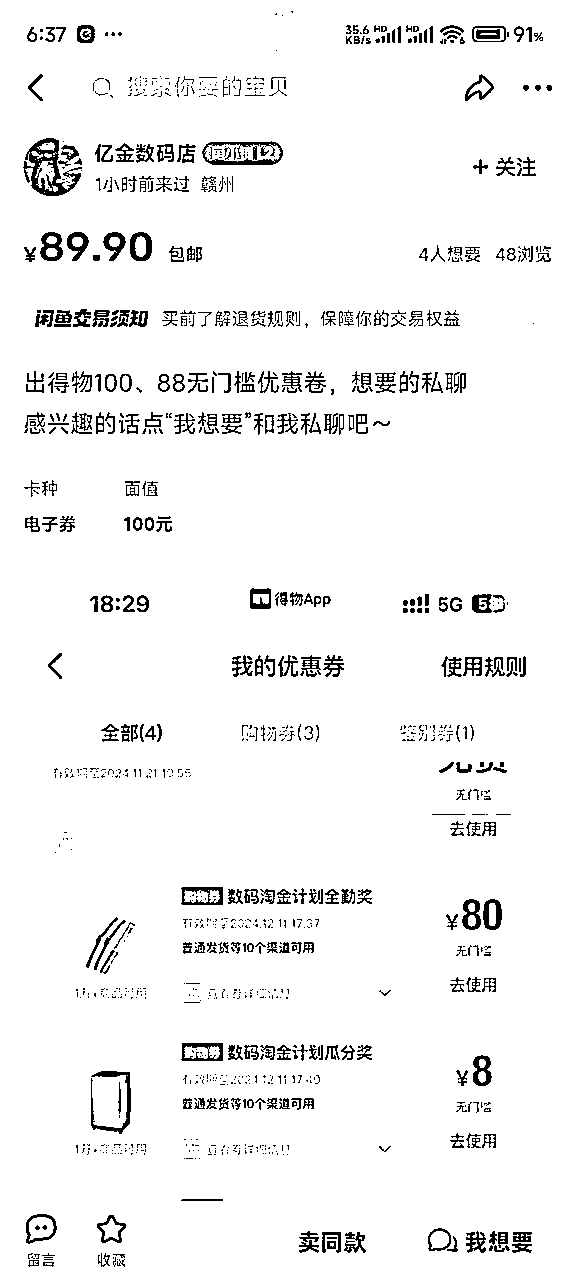 6:37
35.6 KB/s HD HD 91%
搜索你要的宝贝
亿金数码店
1小时前来过 赣州
+ 关注
¥89.90 包邮
4人想要 48浏览
闲鱼交易须知 买前了解退货规则，保障你的交易权益
出得物100、88无门槛优惠卷，想要的私聊
感兴趣的话点“我想要”和我私聊吧～
卡种 面值
电子券 100元
18:29 得物App 5G
我的优惠券 使用规则
全部(4) 购物券(3) 鉴别券(1)
有效期至2024.11.21 19:55
无门槛
去使用
购物券 数码淘金计划全勤奖
¥80
有效期至2024.12.11 17:37
普通发货等10个渠道可用
无门槛
去使用
购物券 数码淘金计划瓜分奖
¥8
有效期至2024.12.11 17:40
普通发货等10个渠道可用
无门槛
去使用
留言 收藏 卖同款 我想要